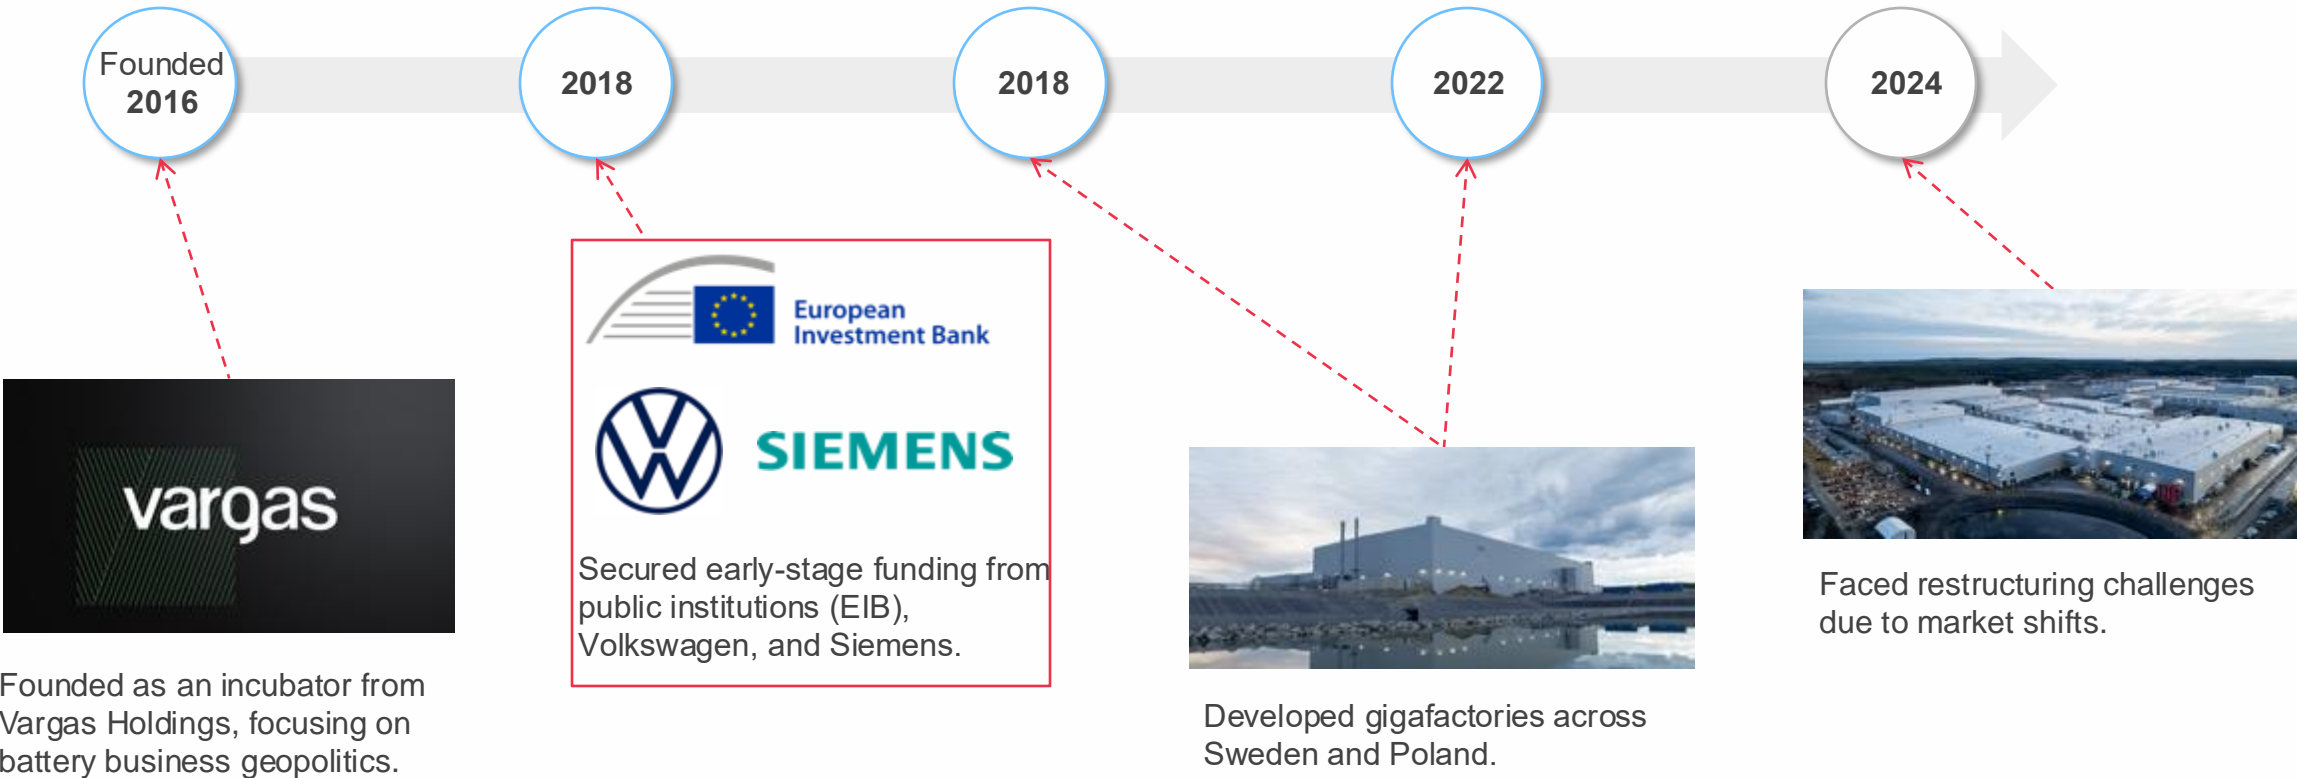 Founded
2016
2018
2018
2022
2024
vargas
Founded as an incubator from
Vargas Holdings, focusing on
battery business geopolitics.
European
Investment Bank
SIEMENS
Secured early-stage funding from
public institutions (EIB),
Volkswagen, and Siemens.
Developed gigafactories across
Sweden and Poland.
Faced restructuring challenges
due to market shifts.